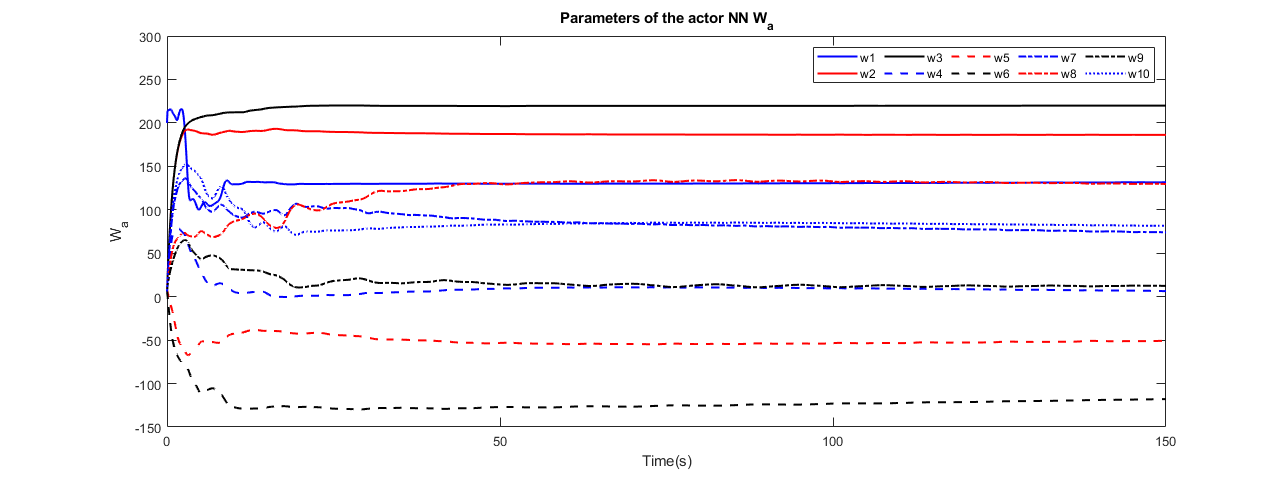 Parameters of the actor NN Wa
300
250
200
150
100
50
0
-50
-100
-150
Wa
w1 w3 w5 w7 w9
w2 w4 w6 w8 w10
0 50 100 150
Time(s)